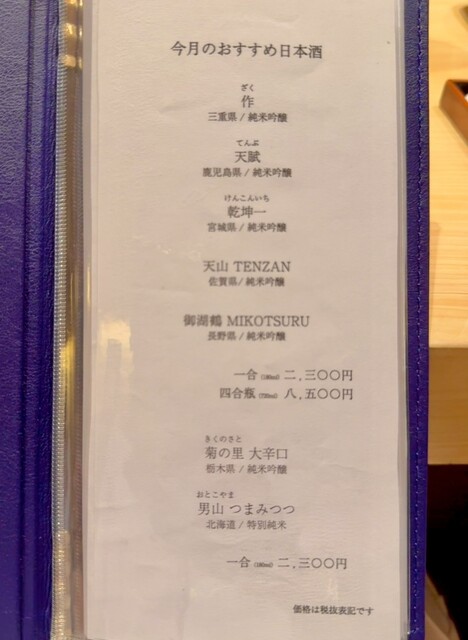 今月のおすすめ日本酒
ざく
作
三重県 / 純米吟醸
てんぶ
天賦
鹿児島県 / 純米吟醸
けんこんいち
乾坤一
宮城県 / 純米吟醸
天山 TENZAN
佐賀県/ 純米吟醸
御湖鶴 MIKOTSURU
長野県 / 純米吟醸
一合 (180ml) 二,三〇〇円
四合瓶 (720ml) 八,五〇〇円
きくのさと
菊の里 大辛口
栃木県 / 純米吟醸
おとこやま
男山 つまみつつ
北海道 / 特別純米
一合 (180ml) 二,三〇〇円
価格は税抜表記です